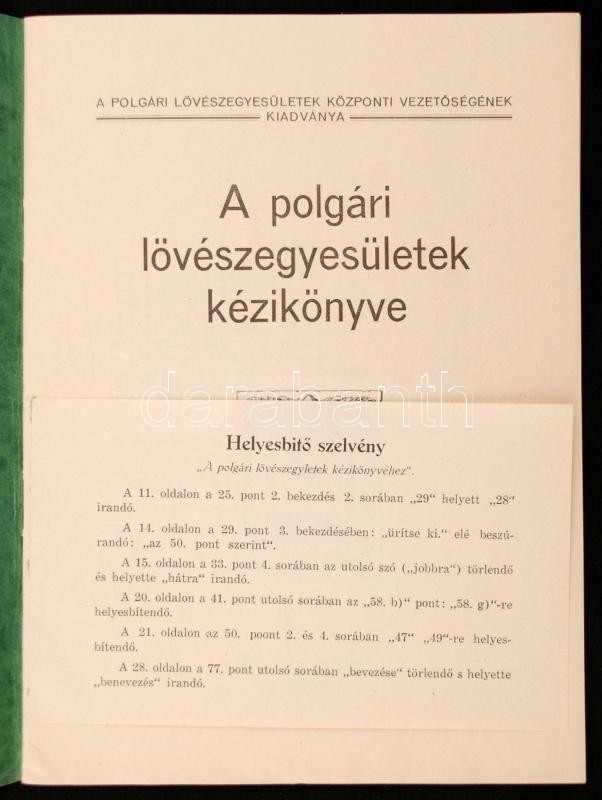 A POLGÁRI LÖVÉSZEGYESÜLETEK KÖZPONTI VEZETŐSÉGÉNEK
KIADVÁNYA
A polgári
lövészegyesületek
kézikönyve
darabanth
Helyesbitő szelvény
„A polgári lövészegyletek kézikönyvéhez".
A 11. oldalon a 25. pont 2. bekezdés 2. sorában „29" helyett „28"
irandó.
A 14. oldalon a 29. pont 3. bekezdésében: „ürítse ki." elé beszú-
randó: „az 50. pont szerint".
A 15. oldalon a 33. pont 4. sorában az utolsó szó („jobbra") törlendő
és helyette „hátra" irandó.
A 20. oldalon a 41. pont utolsó sorában az „58. b)" pont: „58. g)"-re
helyesbítendő.
A 21. oldalon az 50. poont 2. és 4. sorában „47" „49"-re helyes-
bítendő.
A 28. oldalon a 77. pont utolsó sorában „bevezése" törlendő s helyette
„benevezés" irandó.